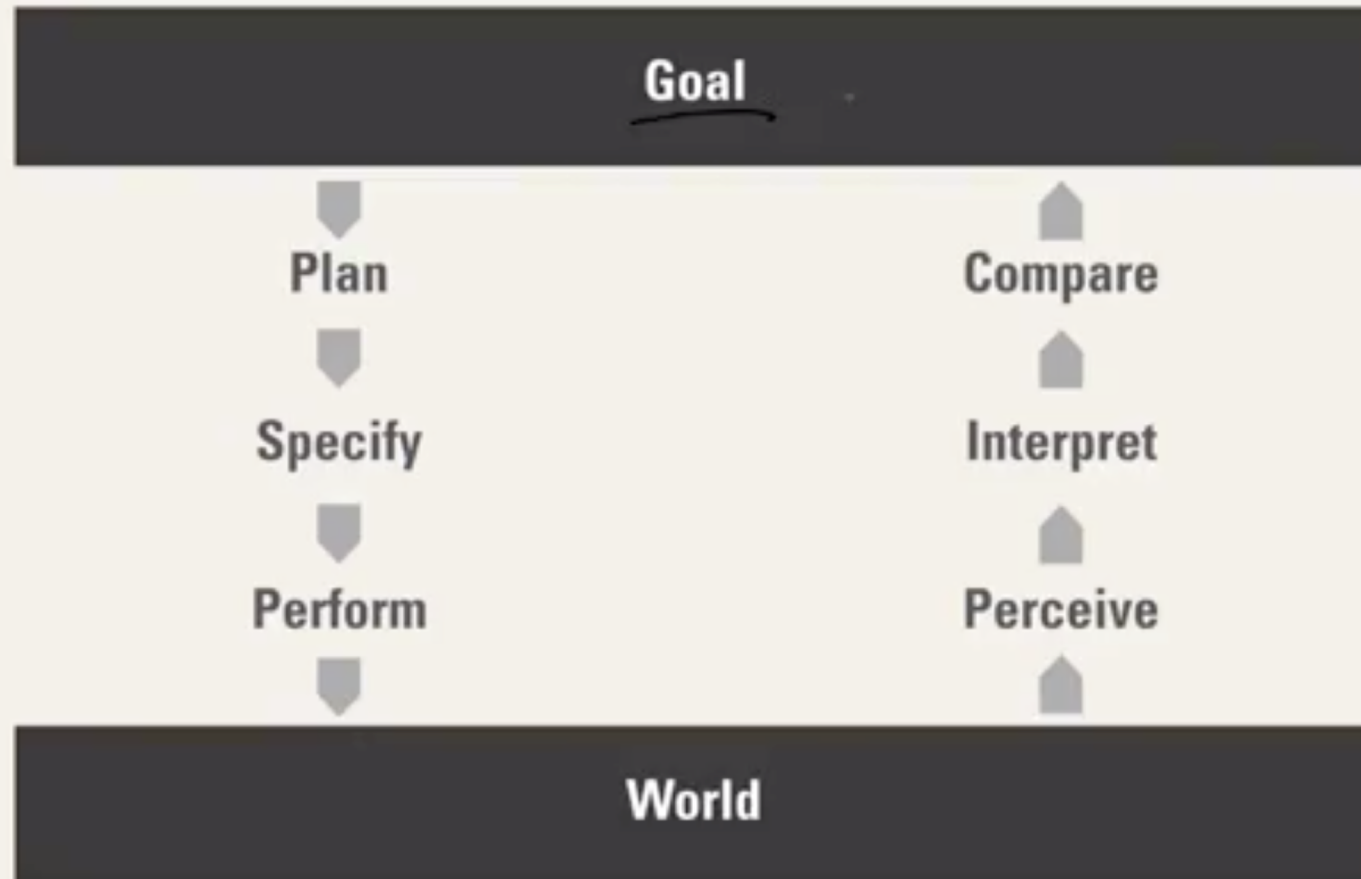 Goal
Plan
Compare
Specify
Interpret
Perform
Perceive
World